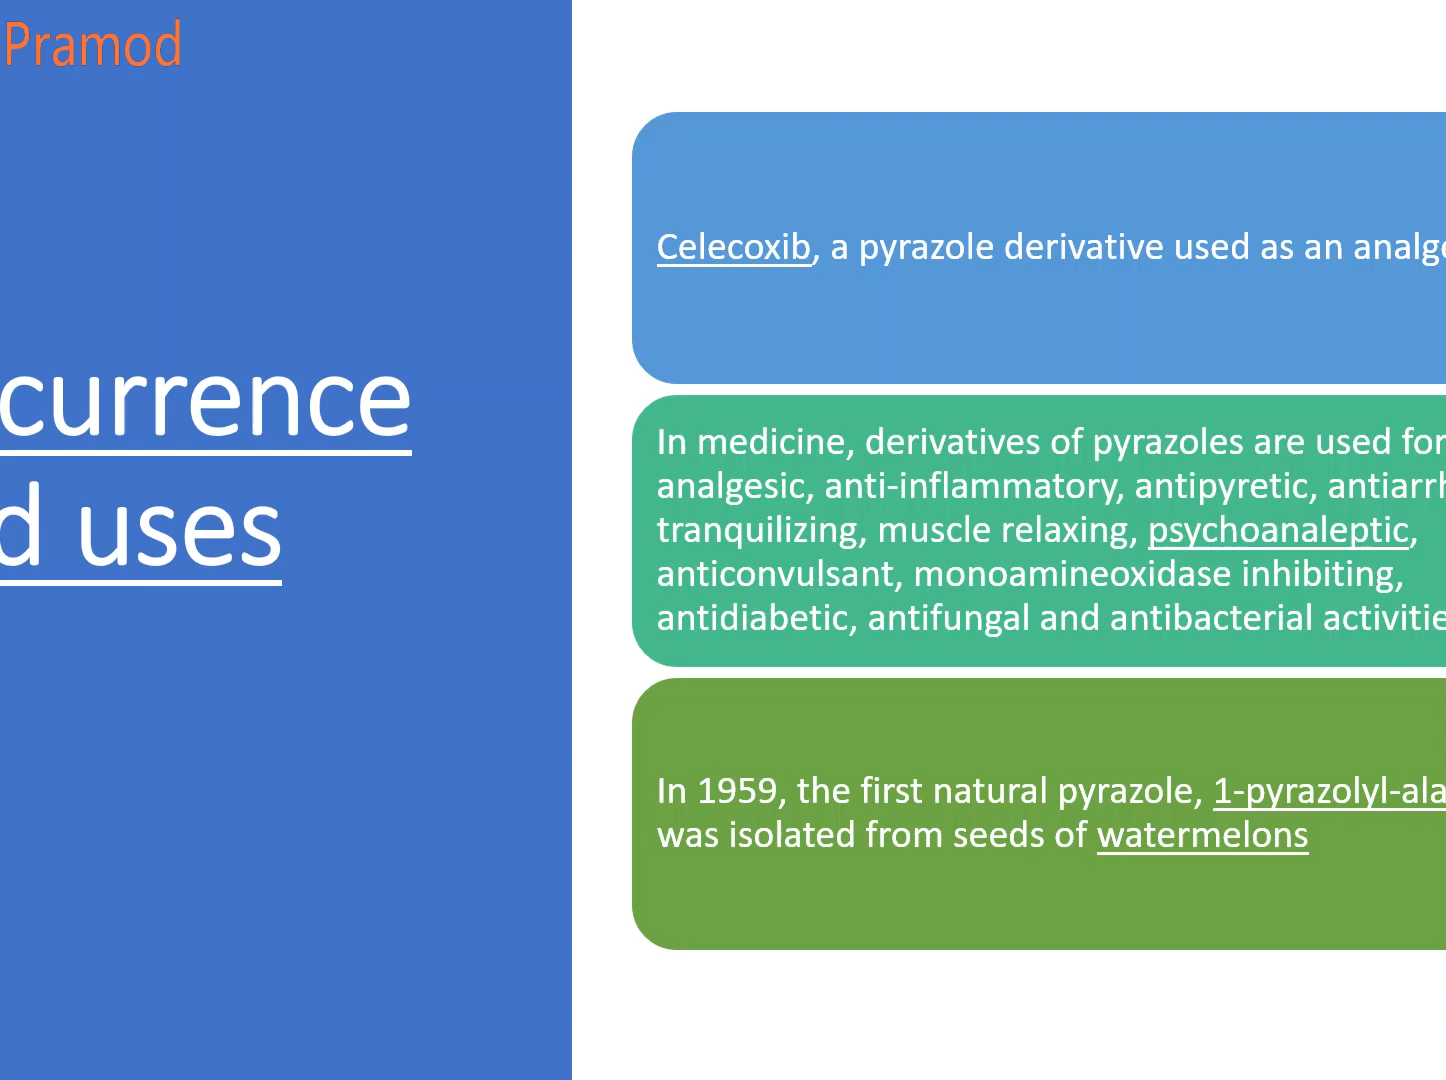 Pramod
currence
d uses
Celecoxib, a pyrazole derivative used as an analge
In medicine, derivatives of pyrazoles are used for
analgesic, anti-inflammatory, antipyretic, antiarrh
tranquilizing, muscle relaxing, psychoanaleptic,
anticonvulsant, monoamineoxidase inhibiting,
antidiabetic, antifungal and antibacterial activitie
In 1959, the first natural pyrazole, 1-pyrazolyl-ala
was isolated from seeds of watermelons